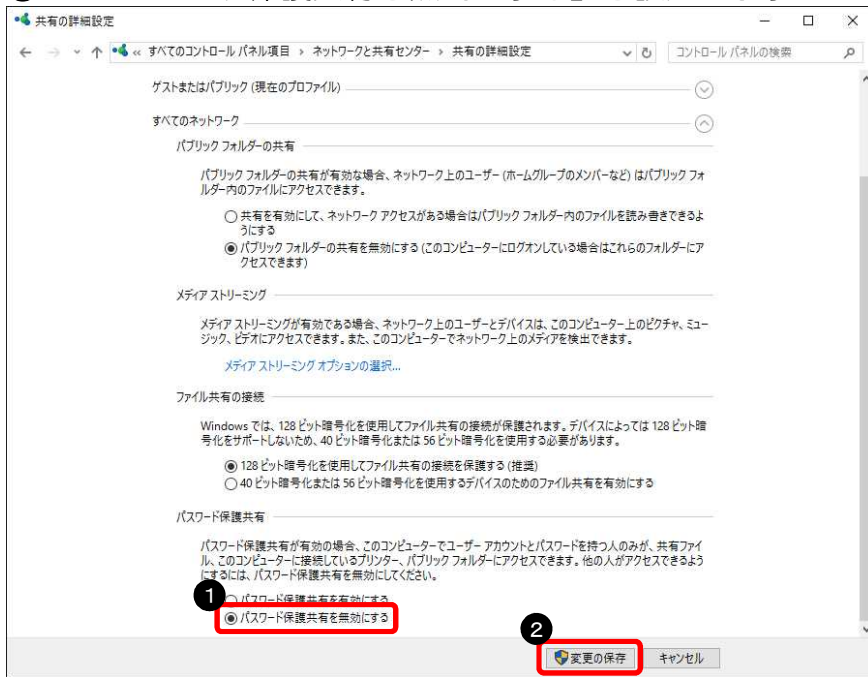 共有の詳細設定
« すべてのコントロール パネル項目 › ネットワークと共有センター › 共有の詳細設定
コントロール パネルの検索
ゲストまたはパブリック (現在のプロファイル)
すべてのネットワーク
パブリック フォルダーの共有
パブリック フォルダーの共有が有効な場合、ネットワーク上のユーザー (ホームグループのメンバーなど) はパブリック フォ
ルダー内のファイルにアクセスできます。
共有を有効にして、ネットワーク アクセスがある場合はパブリック フォルダー内のファイルを読み書きできるよ
うにする
パブリック フォルダーの共有を無効にする (このコンピューターにログオンしている場合はこれらのフォルダーにア
クセスできます)
メディア ストリーミング
メディア ストリーミングが有効である場合、ネットワーク上のユーザーとデバイスは、このコンピューター上のピクチャ、ミュー
ジック、ビデオにアクセスできます。また、このコンピューターでネットワーク上のメディアを検出できます。
メディア ストリーミング オプションの選択...
ファイル共有の接続
Windows では、128 ビット暗号化を使用してファイル共有の接続が保護されます。デバイスによっては 128 ビット暗
号化をサポートしないため、40 ビット暗号化または 56 ビット暗号化を使用する必要があります。
128 ビット暗号化を使用してファイル共有の接続を保護する (推奨)
40 ビット暗号化または 56 ビット暗号化を使用するデバイスのためのファイル共有を有効にする
パスワード保護共有
パスワード保護共有が有効の場合、このコンピューターでユーザー アカウントとパスワードを持つ人のみが、共有ファイ
ル、このコンピューターに接続しているプリンター、パブリック フォルダーにアクセスできます。他の人がアクセスできるよう
にするには、パスワード保護共有を無効にしてください。
1
パスワード保護共有を有効にする
パスワード保護共有を無効にする
2
変更の保存 キャンセル